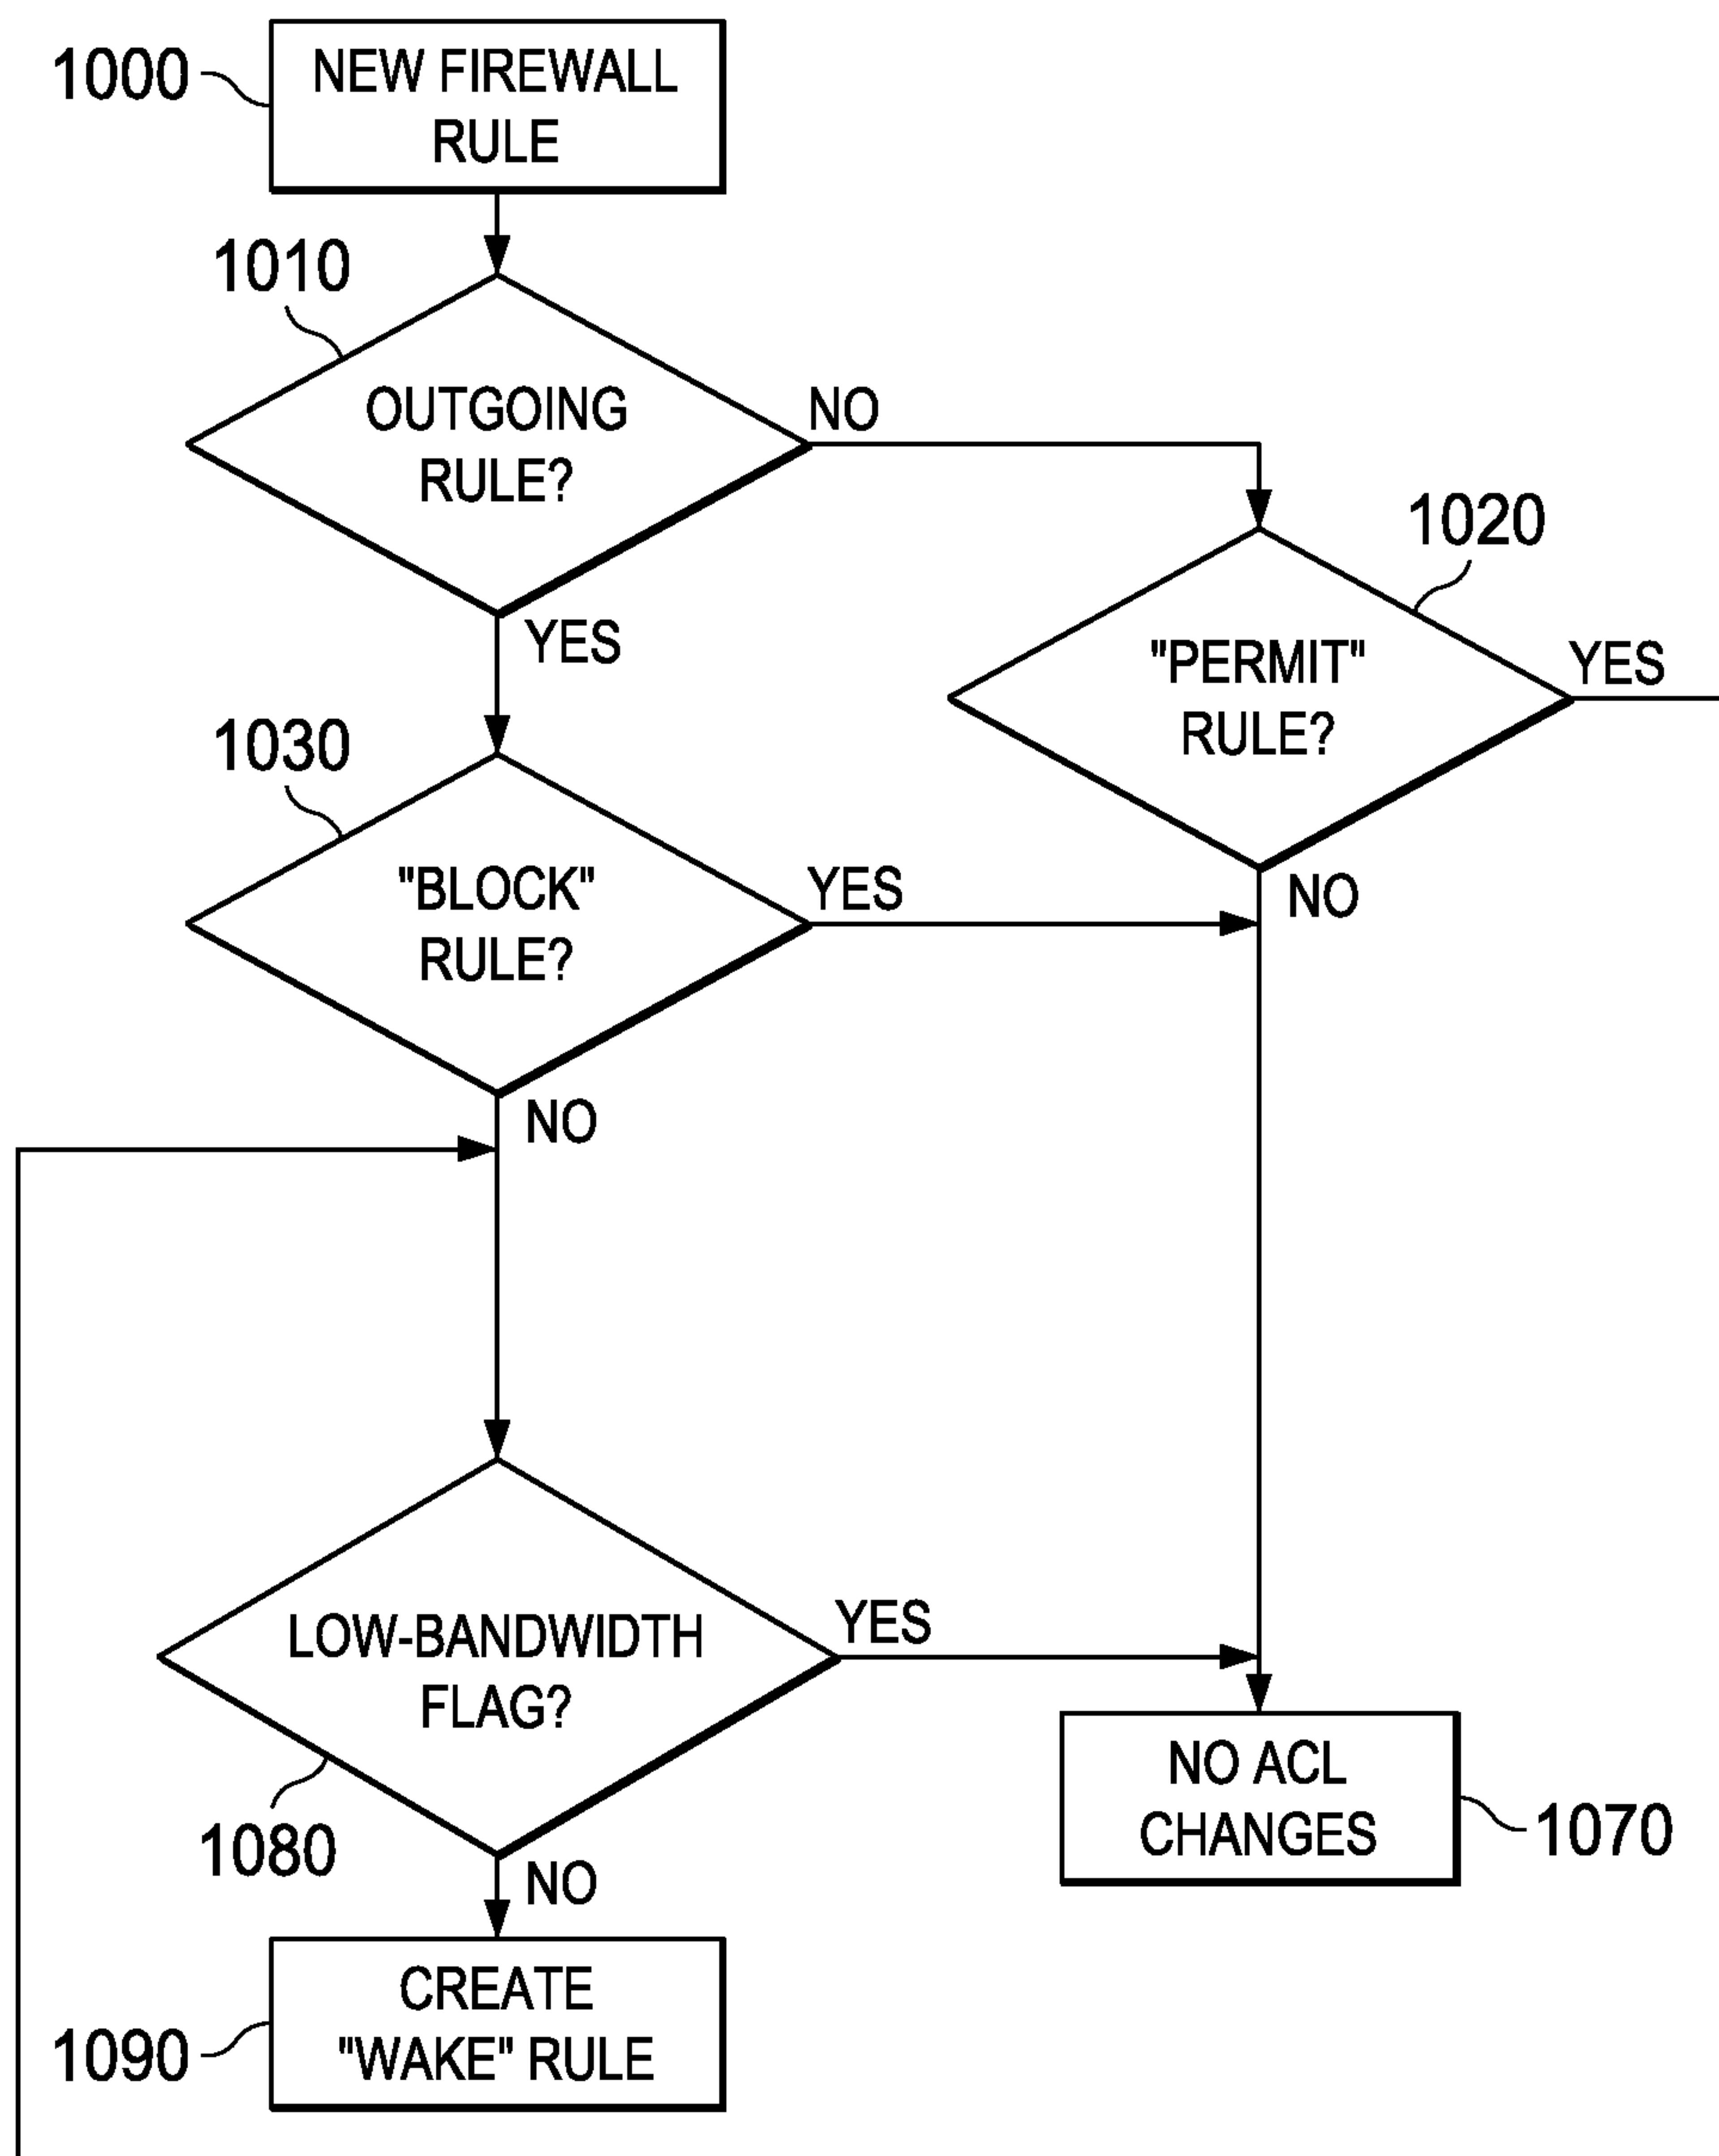 1000
NEW FIREWALL
RULE
1010
OUTGOING
RULE?
NO
YES
1020
"PERMIT"
RULE?
YES
NO
1030
"BLOCK"
RULE?
YES
NO
LOW-BANDWIDTH
FLAG?
YES
1080
NO
NO ACL
CHANGES
1070
CREATE
"WAKE" RULE
1090